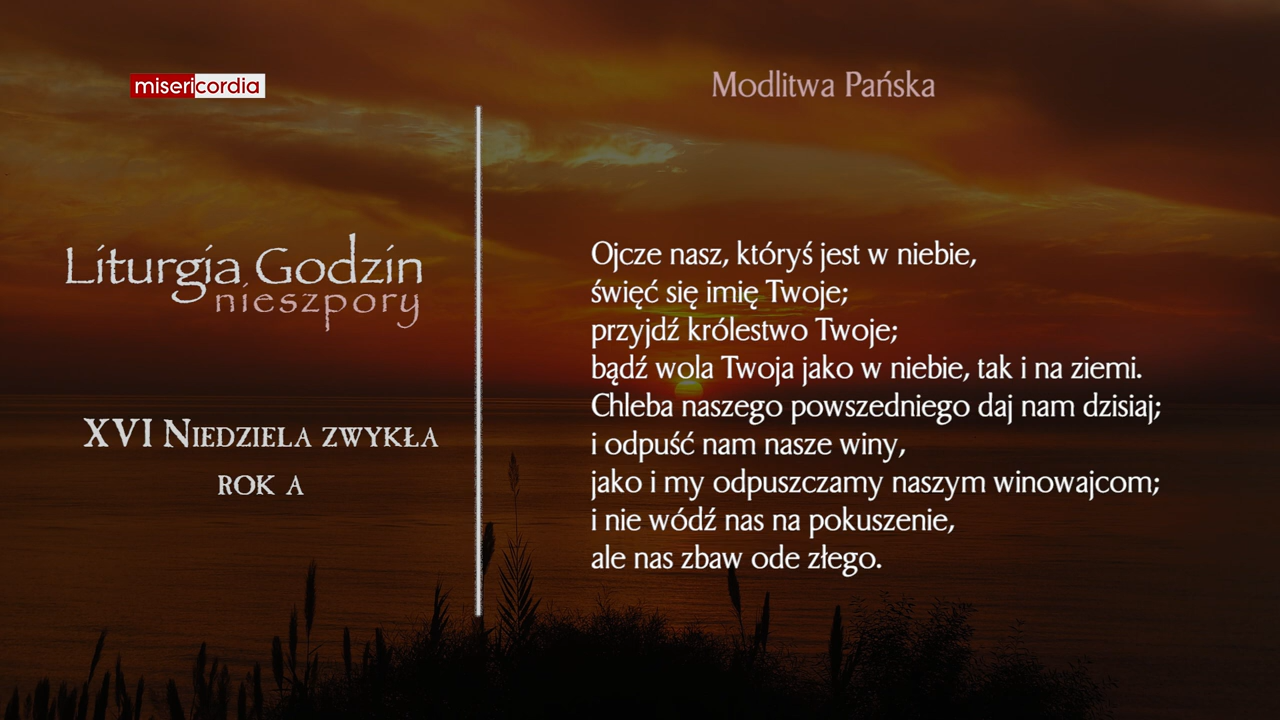 misericordia
Liturgia Godzin
nieszpory
XVI Niedziela zwykła
rok A
Modlitwa Pańska
Ojcze nasz, któryś jest w niebie,
święć się imię Twoje;
przyjdź królestwo Twoje;
bądź wola Twoja jako w niebie, tak i na ziemi.
Chleba naszego powszedniego daj nam dzisiaj;
i odpuść nam nasze winy,
jako i my odpuszczamy naszym winowajcom;
i nie wódź nas na pokuszenie,
ale nas zbaw ode złego.